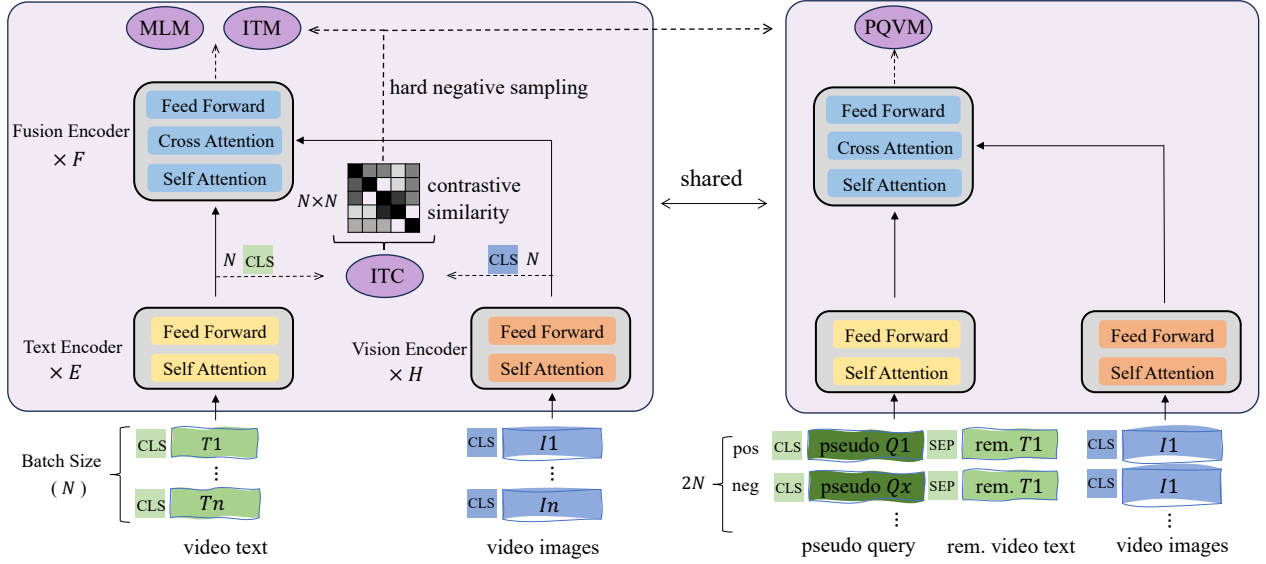 MLM
ITM
PQVM
hard negative sampling
Fusion Encoder
× F
Feed Forward
Cross Attention
Self Attention
N×N
contrastive
similarity
shared
Feed Forward
Cross Attention
Self Attention
N CLS
ITC
CLS N
Text Encoder
× E
Feed Forward
Self Attention
Vision Encoder
× H
Feed Forward
Self Attention
Feed Forward
Self Attention
Feed Forward
Self Attention
Batch Size
( N )
CLS T1
⋮
CLS Tn
video text
CLS I1
⋮
CLS In
video images
2N
pos CLS pseudo Q1 SEP rem. T1 CLS I1
neg CLS pseudo Qx SEP rem. T1 CLS I1
⋮ ⋮
pseudo query rem. video text video images